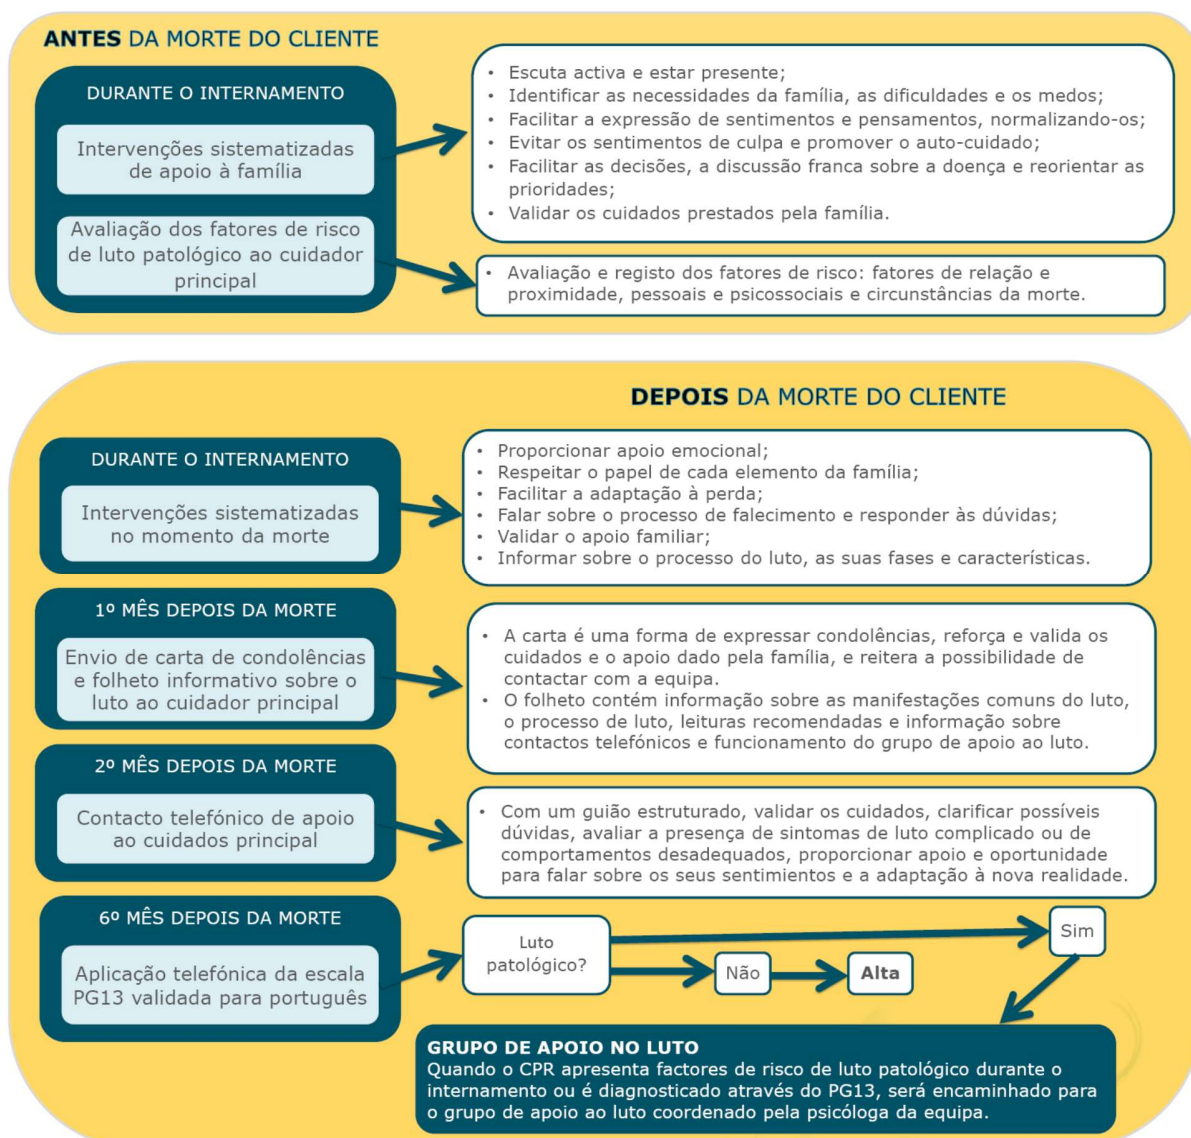 ANTES DA MORTE DO CLIENTE
DURANTE O INTERNAMENTO
Intervenções sistematizadas
de apoio à família
• Escuta activa e estar presente;
• Identificar as necessidades da família, as dificuldades e os medos;
• Facilitar a expressão de sentimentos e pensamentos, normalizando-os;
• Evitar os sentimentos de culpa e promover o auto-cuidado;
• Facilitar as decisões, a discussão franca sobre a doença e reorientar as
prioridades;
• Validar os cuidados prestados pela família.
Avaliação dos fatores de risco
de luto patológico ao cuidador
principal
• Avaliação e registo dos fatores de risco: fatores de relação e
proximidade, pessoais e psicossociais e circunstâncias da morte.
DEPOIS DA MORTE DO CLIENTE
DURANTE O INTERNAMENTO
Intervenções sistematizadas
no momento da morte
• Proporcionar apoio emocional;
• Respeitar o papel de cada elemento da família;
• Facilitar a adaptação à perda;
• Falar sobre o processo de falecimento e responder às dúvidas;
• Validar o apoio familiar;
• Informar sobre o processo do luto, as suas fases e características.
1º MÊS DEPOIS DA MORTE
Envio de carta de condolências
e folheto informativo sobre o
luto ao cuidador principal
• A carta é uma forma de expressar condolências, reforça e valida os
cuidados e o apoio dado pela família, e reitera a possibilidade de
contactar com a equipa.
• O folheto contém informação sobre as manifestações comuns do luto,
o processo de luto, leituras recomendadas e informação sobre
contactos telefónicos e funcionamento do grupo de apoio ao luto.
2º MÊS DEPOIS DA MORTE
Contacto telefónico de apoio
ao cuidados principal
• Com um guião estruturado, validar os cuidados, clarificar possíveis
dúvidas, avaliar a presença de sintomas de luto complicado ou de
comportamentos desadequados, proporcionar apoio e oportunidade
para falar sobre os seus sentimientos e a adaptação à nova realidade.
6º MÊS DEPOIS DA MORTE
Aplicação telefónica da escala
PG13 validada para português
Luto
patológico?
Sim
Não
Alta
GRUPO DE APOIO NO LUTO
Quando o CPR apresenta factores de risco de luto patológico durante o
internamento ou é diagnosticado através do PG13, será encaminhado para
o grupo de apoio ao luto coordenado pela psicóloga da equipa.